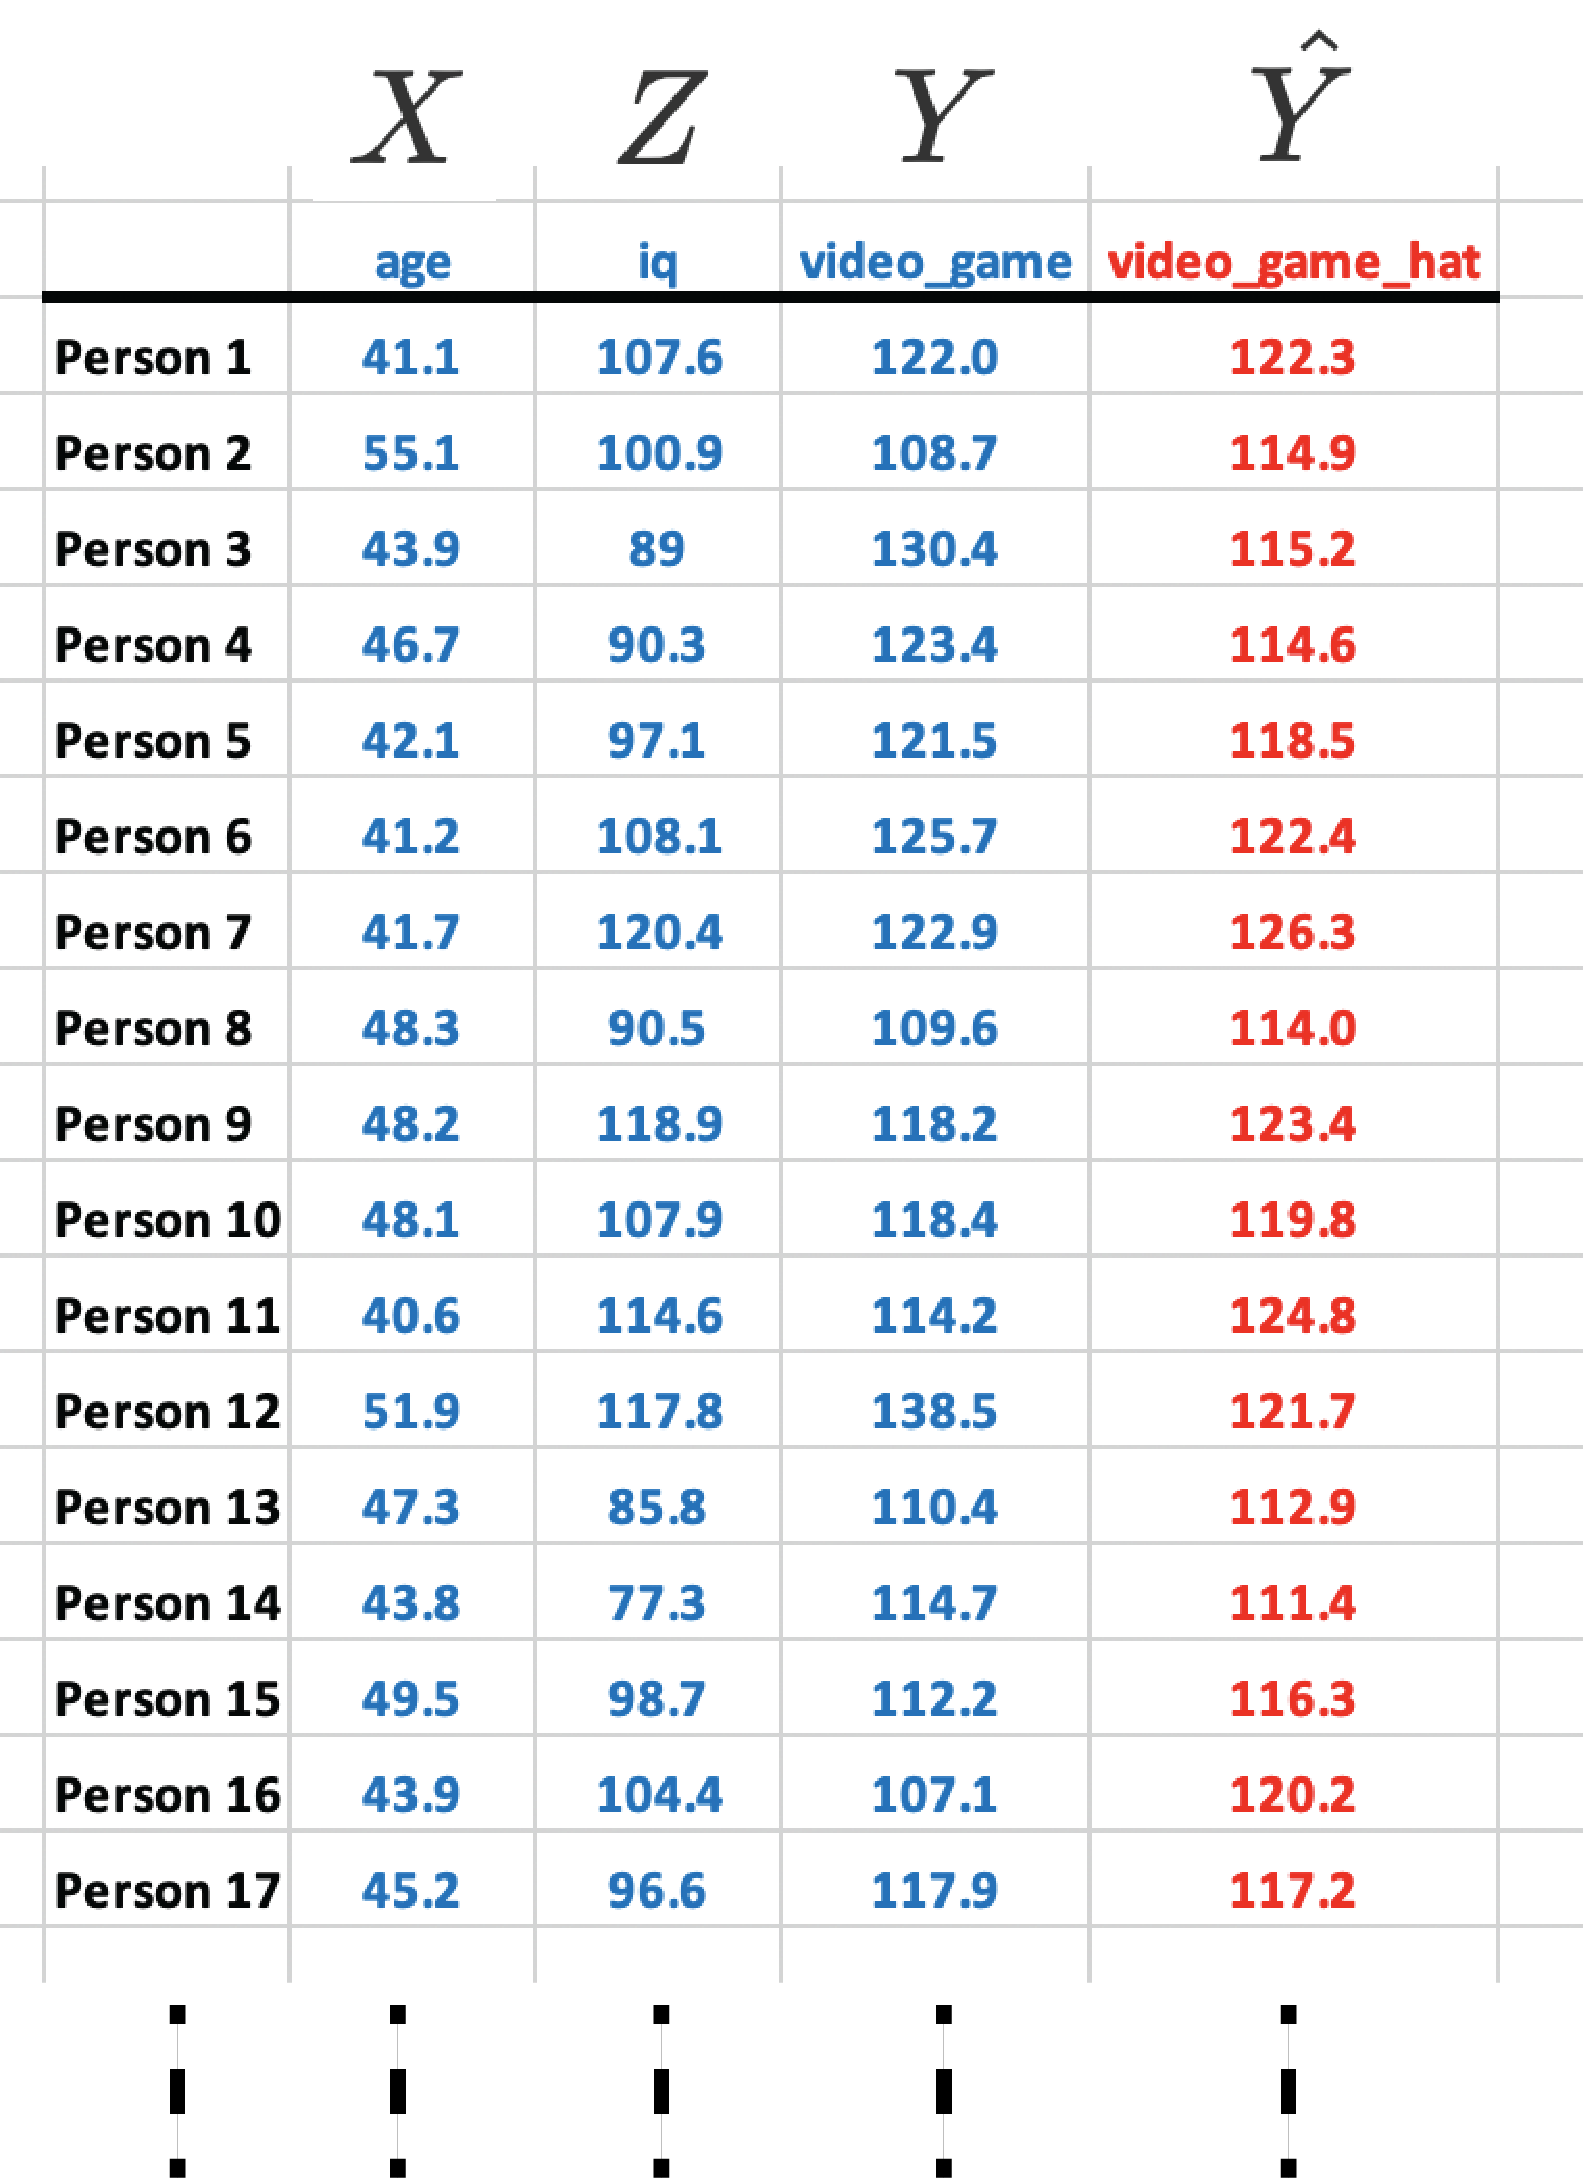 X Z Y Ŷ
age iq video_game video_game_hat
Person 1 41.1 107.6 122.0 122.3
Person 2 55.1 100.9 108.7 114.9
Person 3 43.9 89 130.4 115.2
Person 4 46.7 90.3 123.4 114.6
Person 5 42.1 97.1 121.5 118.5
Person 6 41.2 108.1 125.7 122.4
Person 7 41.7 120.4 122.9 126.3
Person 8 48.3 90.5 109.6 114.0
Person 9 48.2 118.9 118.2 123.4
Person 10 48.1 107.9 118.4 119.8
Person 11 40.6 114.6 114.2 124.8
Person 12 51.9 117.8 138.5 121.7
Person 13 47.3 85.8 110.4 112.9
Person 14 43.8 77.3 114.7 111.4
Person 15 49.5 98.7 112.2 116.3
Person 16 43.9 104.4 107.1 120.2
Person 17 45.2 96.6 117.9 117.2